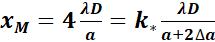 x_M = 4 λD/a = k_* λD/(a+2Δa)